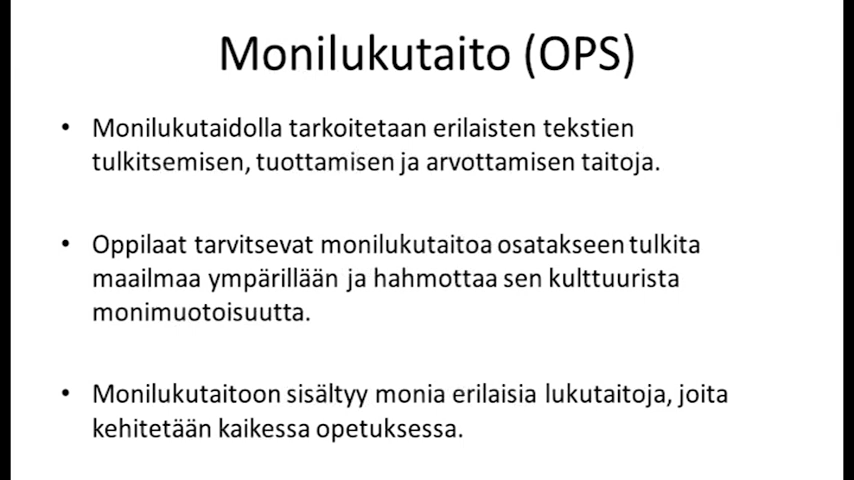 Monilukutaito (OPS)
• Monilukutaidolla tarkoitetaan erilaisten tekstien
tulkitsemisen, tuottamisen ja arvottamisen taitoja.
• Oppilaat tarvitsevat monilukutaitoa osatakseen tulkita
maailmaa ympärillään ja hahmottaa sen kulttuurista
monimuotoisuutta.
• Monilukutaitoon sisältyy monia erilaisia lukutaitoja, joita
kehitetään kaikessa opetuksessa.